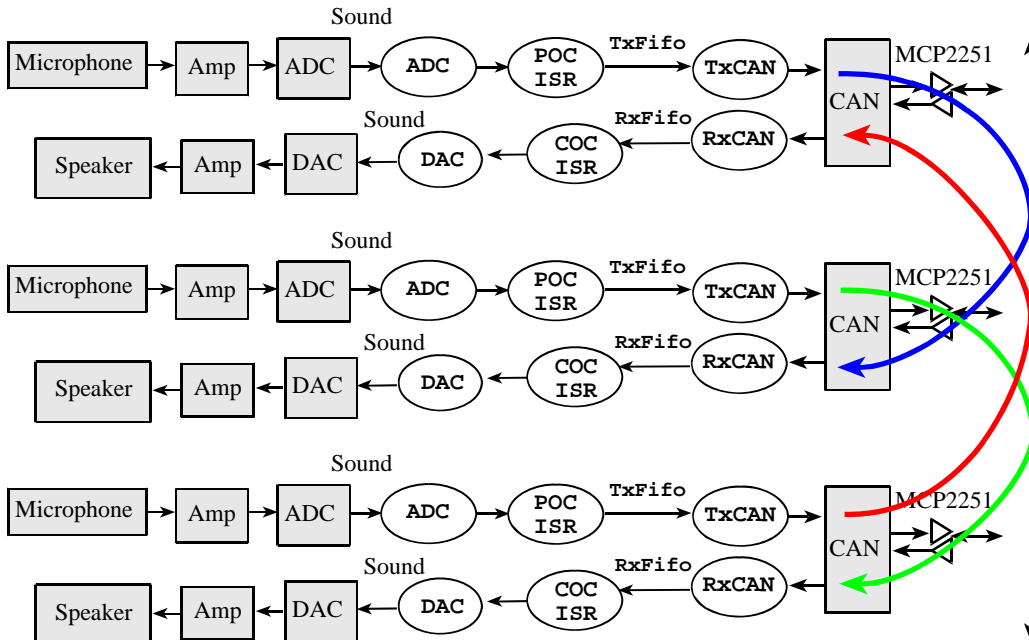 Sound
Microphone Amp ADC ADC POC ISR TxFifo TxCAN CAN MCP2251
Sound
Speaker Amp DAC DAC COC ISR RxFifo RxCAN
Sound
Microphone Amp ADC ADC POC ISR TxFifo TxCAN CAN MCP2251
Sound
Speaker Amp DAC DAC COC ISR RxFifo RxCAN
Sound
Microphone Amp ADC ADC POC ISR TxFifo TxCAN CAN MCP2251
Sound
Speaker Amp DAC DAC COC ISR RxFifo RxCAN